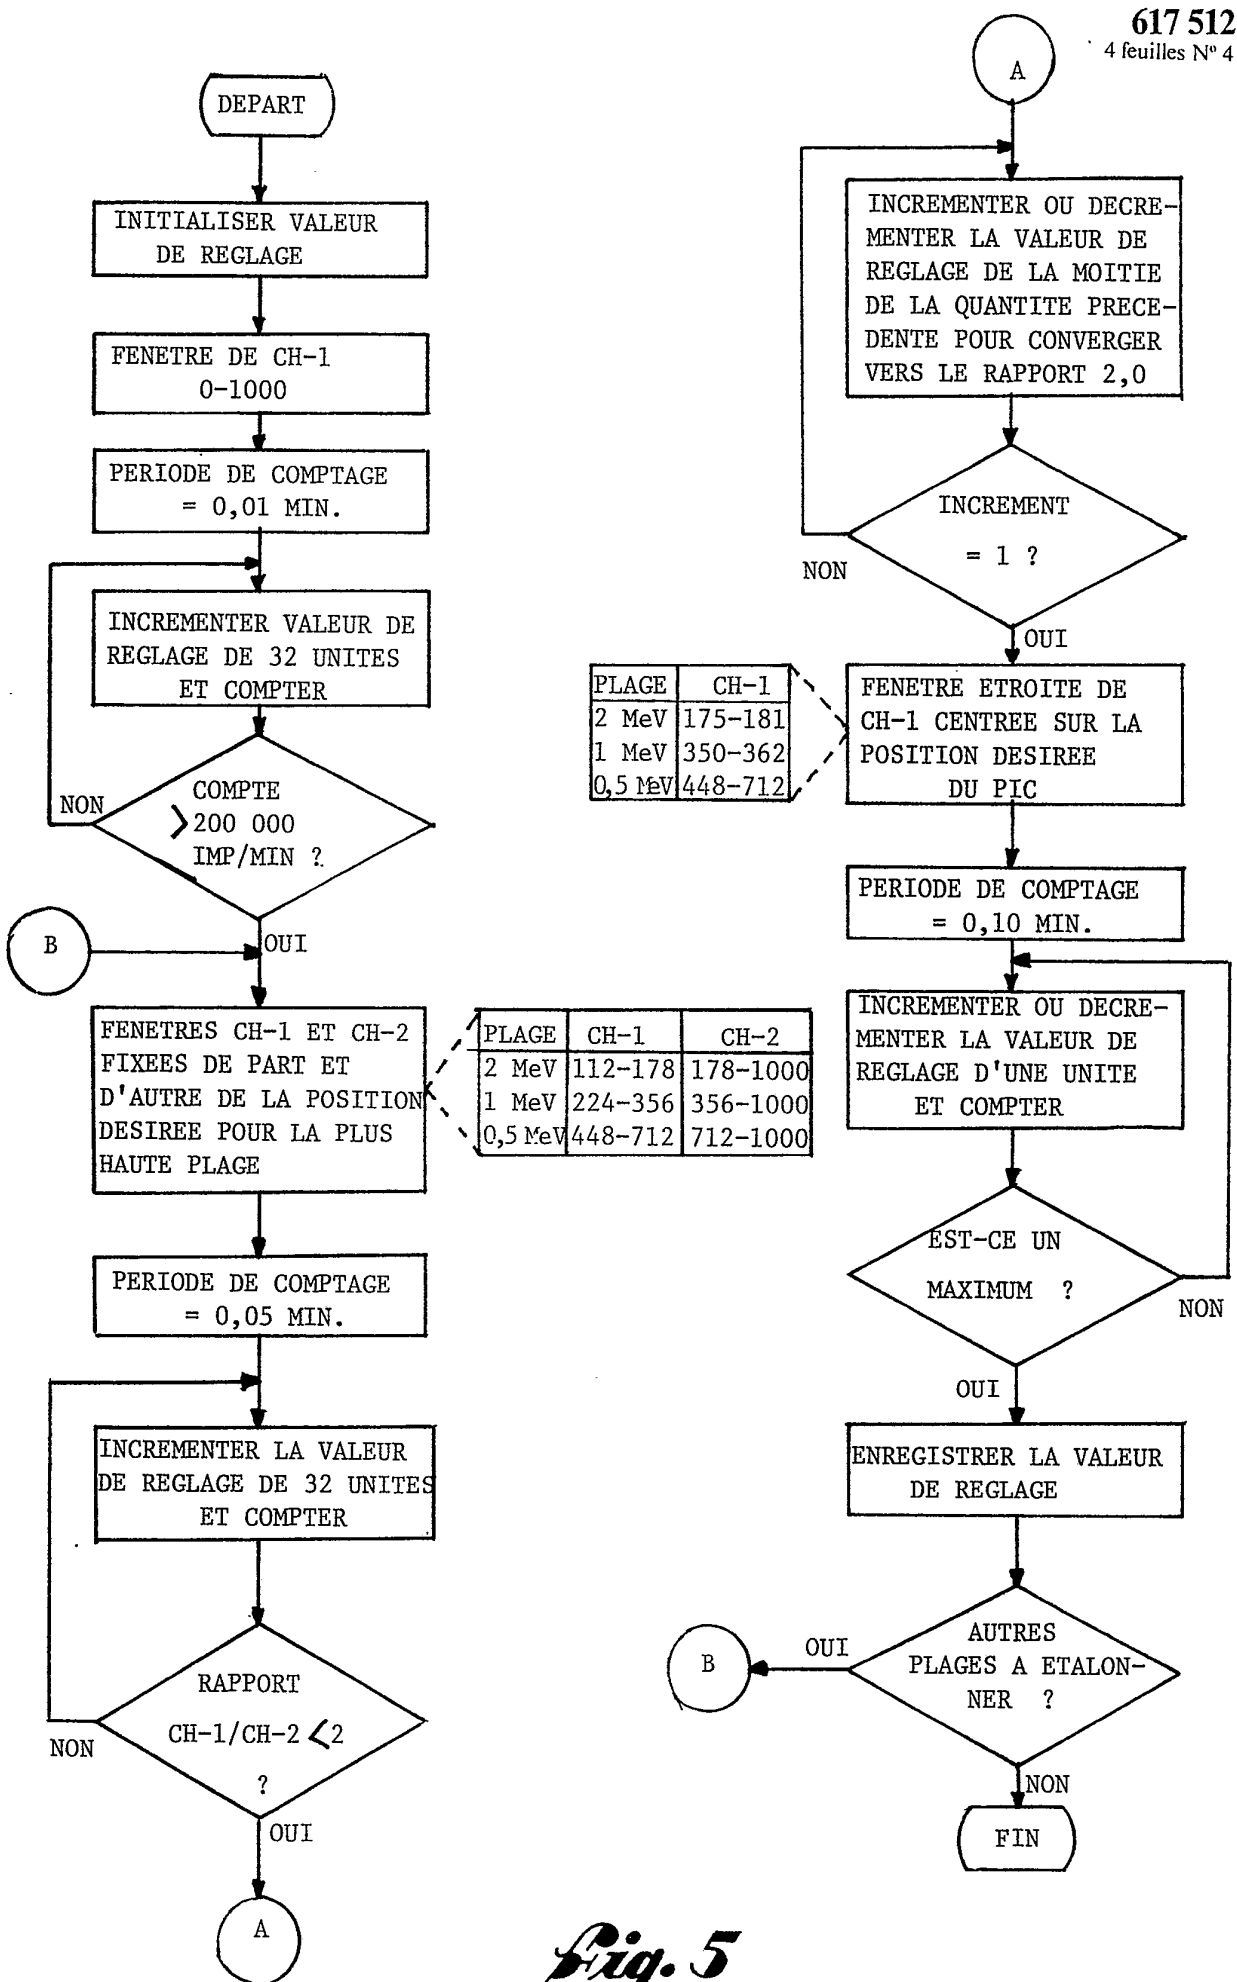 617 512
4 feuilles Nº 4
DEPART
INITIALISER VALEUR
DE REGLAGE
FENETRE DE CH-1
0-1000
PERIODE DE COMPTAGE
= 0,01 MIN.
INCREMENTER VALEUR DE
REGLAGE DE 32 UNITES
ET COMPTER
COMPTE
>200 000
IMP/MIN ?
NON
OUI
B
FENETRES CH-1 ET CH-2
FIXEES DE PART ET
D'AUTRE DE LA POSITION
DESIREE POUR LA PLUS
HAUTE PLAGE
PLAGE CH-1 CH-2
2 MeV 112-178 178-1000
1 MeV 224-356 356-1000
0,5 MeV 448-712 712-1000
PERIODE DE COMPTAGE
= 0,05 MIN.
INCREMENTER LA VALEUR
DE REGLAGE DE 32 UNITES
ET COMPTER
RAPPORT
CH-1/CH-2 <2
?
NON
OUI
A
A
INCREMENTER OU DECRE-
MENTER LA VALEUR DE
REGLAGE DE LA MOITIE
DE LA QUANTITE PRECE-
DENTE POUR CONVERGER
VERS LE RAPPORT 2,0
INCREMENT
= 1 ?
NON
OUI
PLAGE CH-1
2 MeV 175-181
1 MeV 350-362
0,5 MeV 448-712
FENETRE ETROITE DE
CH-1 CENTREE SUR LA
POSITION DESIREE
DU PIC
PERIODE DE COMPTAGE
= 0,10 MIN.
INCREMENTER OU DECRE-
MENTER LA VALEUR DE
REGLAGE D'UNE UNITE
ET COMPTER
EST-CE UN
MAXIMUM ?
NON
OUI
ENREGISTRER LA VALEUR
DE REGLAGE
AUTRES
PLAGES A ETALON-
NER ?
OUI
B
NON
FIN
Fig. 5